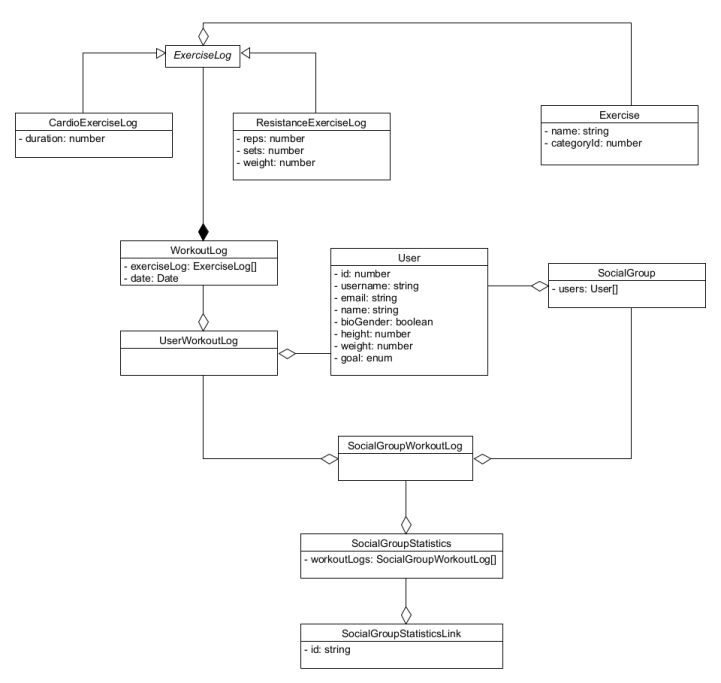 ExerciseLog
CardioExerciseLog
- duration: number
ResistanceExerciseLog
- reps: number
- sets: number
- weight: number
Exercise
- name: string
- categoryId: number
WorkoutLog
- exerciseLog: ExerciseLog[]
- date: Date
User
- id: number
- username: string
- email: string
- name: string
- bioGender: boolean
- height: number
- weight: number
- goal: enum
SocialGroup
- users: User[]
UserWorkoutLog
SocialGroupWorkoutLog
SocialGroupStatistics
- workoutLogs: SocialGroupWorkoutLog[]
SocialGroupStatisticsLink
- id: string